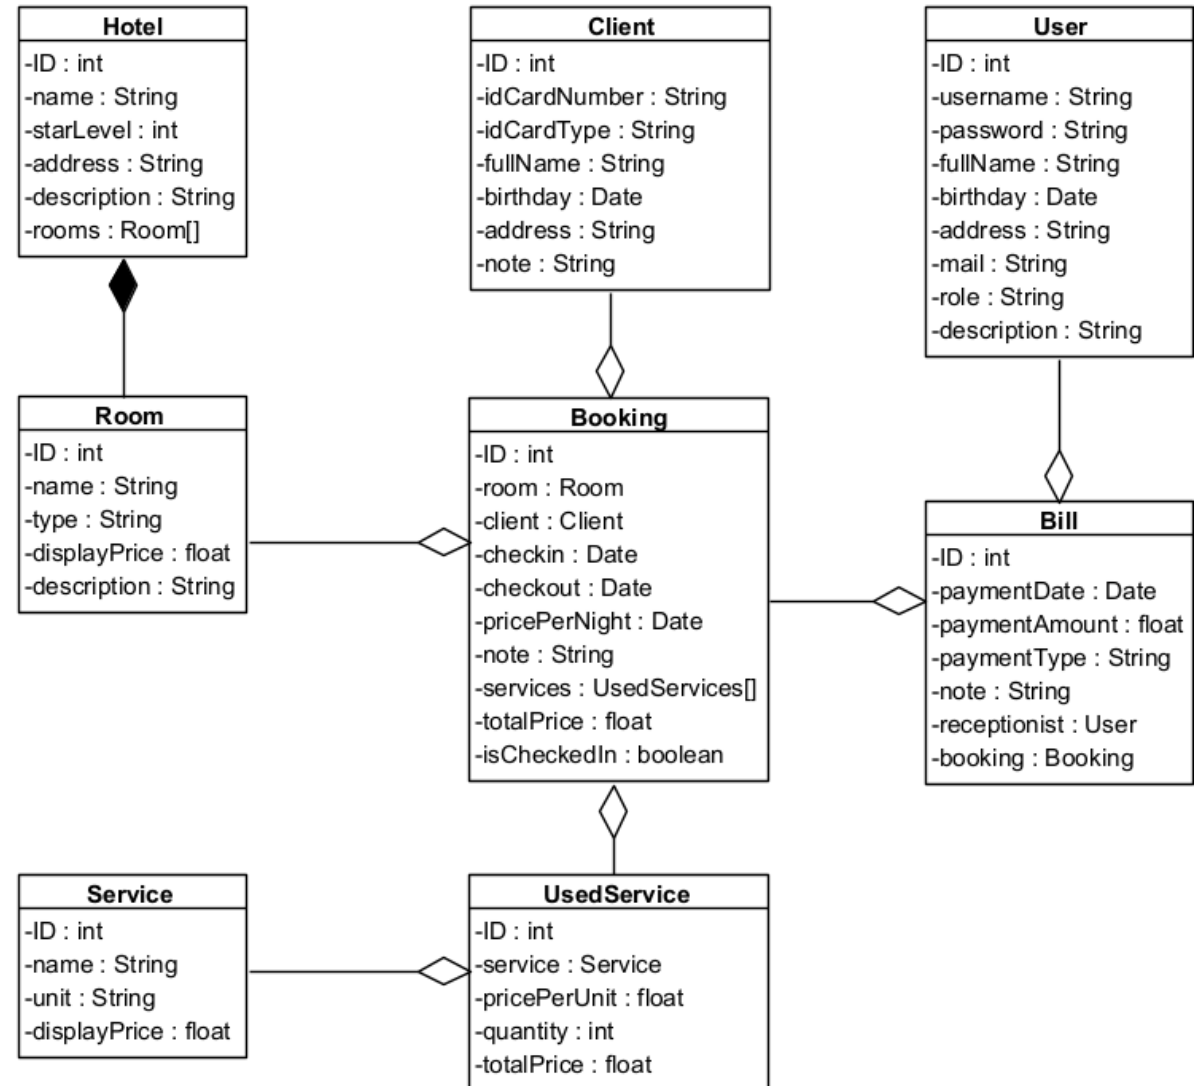 Hotel
-ID : int
-name : String
-starLevel : int
-address : String
-description : String
-rooms : Room[]
Client
-ID : int
-idCardNumber : String
-idCardType : String
-fullName : String
-birthday : Date
-address : String
-note : String
User
-ID : int
-username : String
-password : String
-fullName : String
-birthday : Date
-address : String
-mail : String
-role : String
-description : String
Room
-ID : int
-name : String
-type : String
-displayPrice : float
-description : String
Booking
-ID : int
-room : Room
-client : Client
-checkin : Date
-checkout : Date
-pricePerNight : Date
-note : String
-services : UsedServices[]
-totalPrice : float
-isCheckedIn : boolean
Bill
-ID : int
-paymentDate : Date
-paymentAmount : float
-paymentType : String
-note : String
-receptionist : User
-booking : Booking
Service
-ID : int
-name : String
-unit : String
-displayPrice : float
UsedService
-ID : int
-service : Service
-pricePerUnit : float
-quantity : int
-totalPrice : float